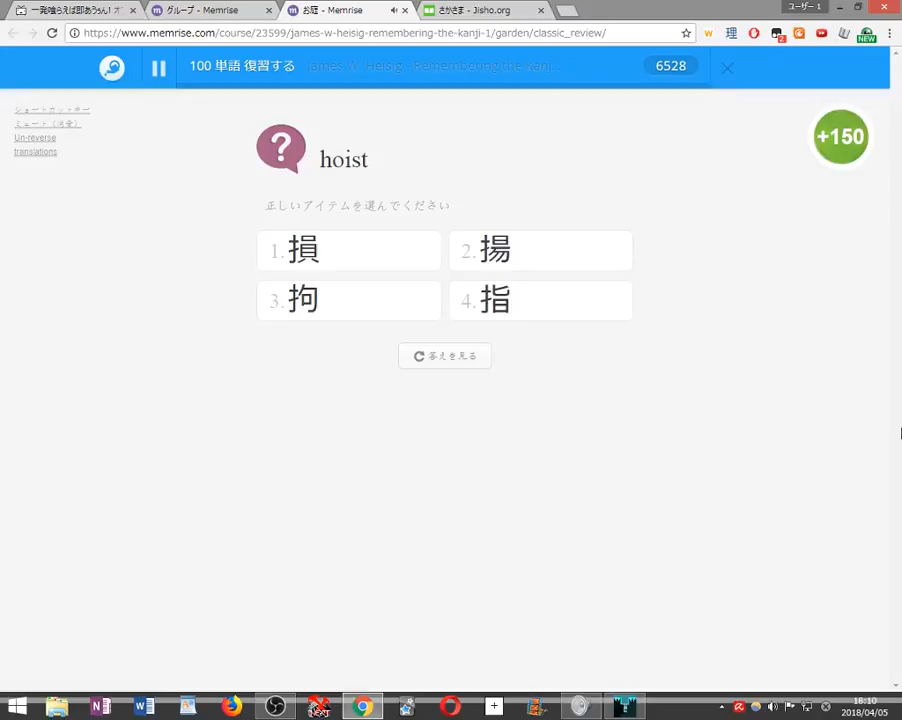 一発喰らえば即あうぅん! オ
グループ - Memrise
お庭 - Memrise
さかさま - Jisho.org
ユーザー 1
https://www.memrise.com/course/23599/james-w-heisig-remembering-the-kanji-1/garden/classic_review/
100 単語 復習する
James W. Heisig - Remembering the Kanji...
6528
ショートカットキー
ミュート (消音)
Un-reverse
translations
hoist
+150
正しいアイテムを選んでください
1. 損
2. 揚
3. 拘
4. 指
答えを見る
18:10
2018/04/05